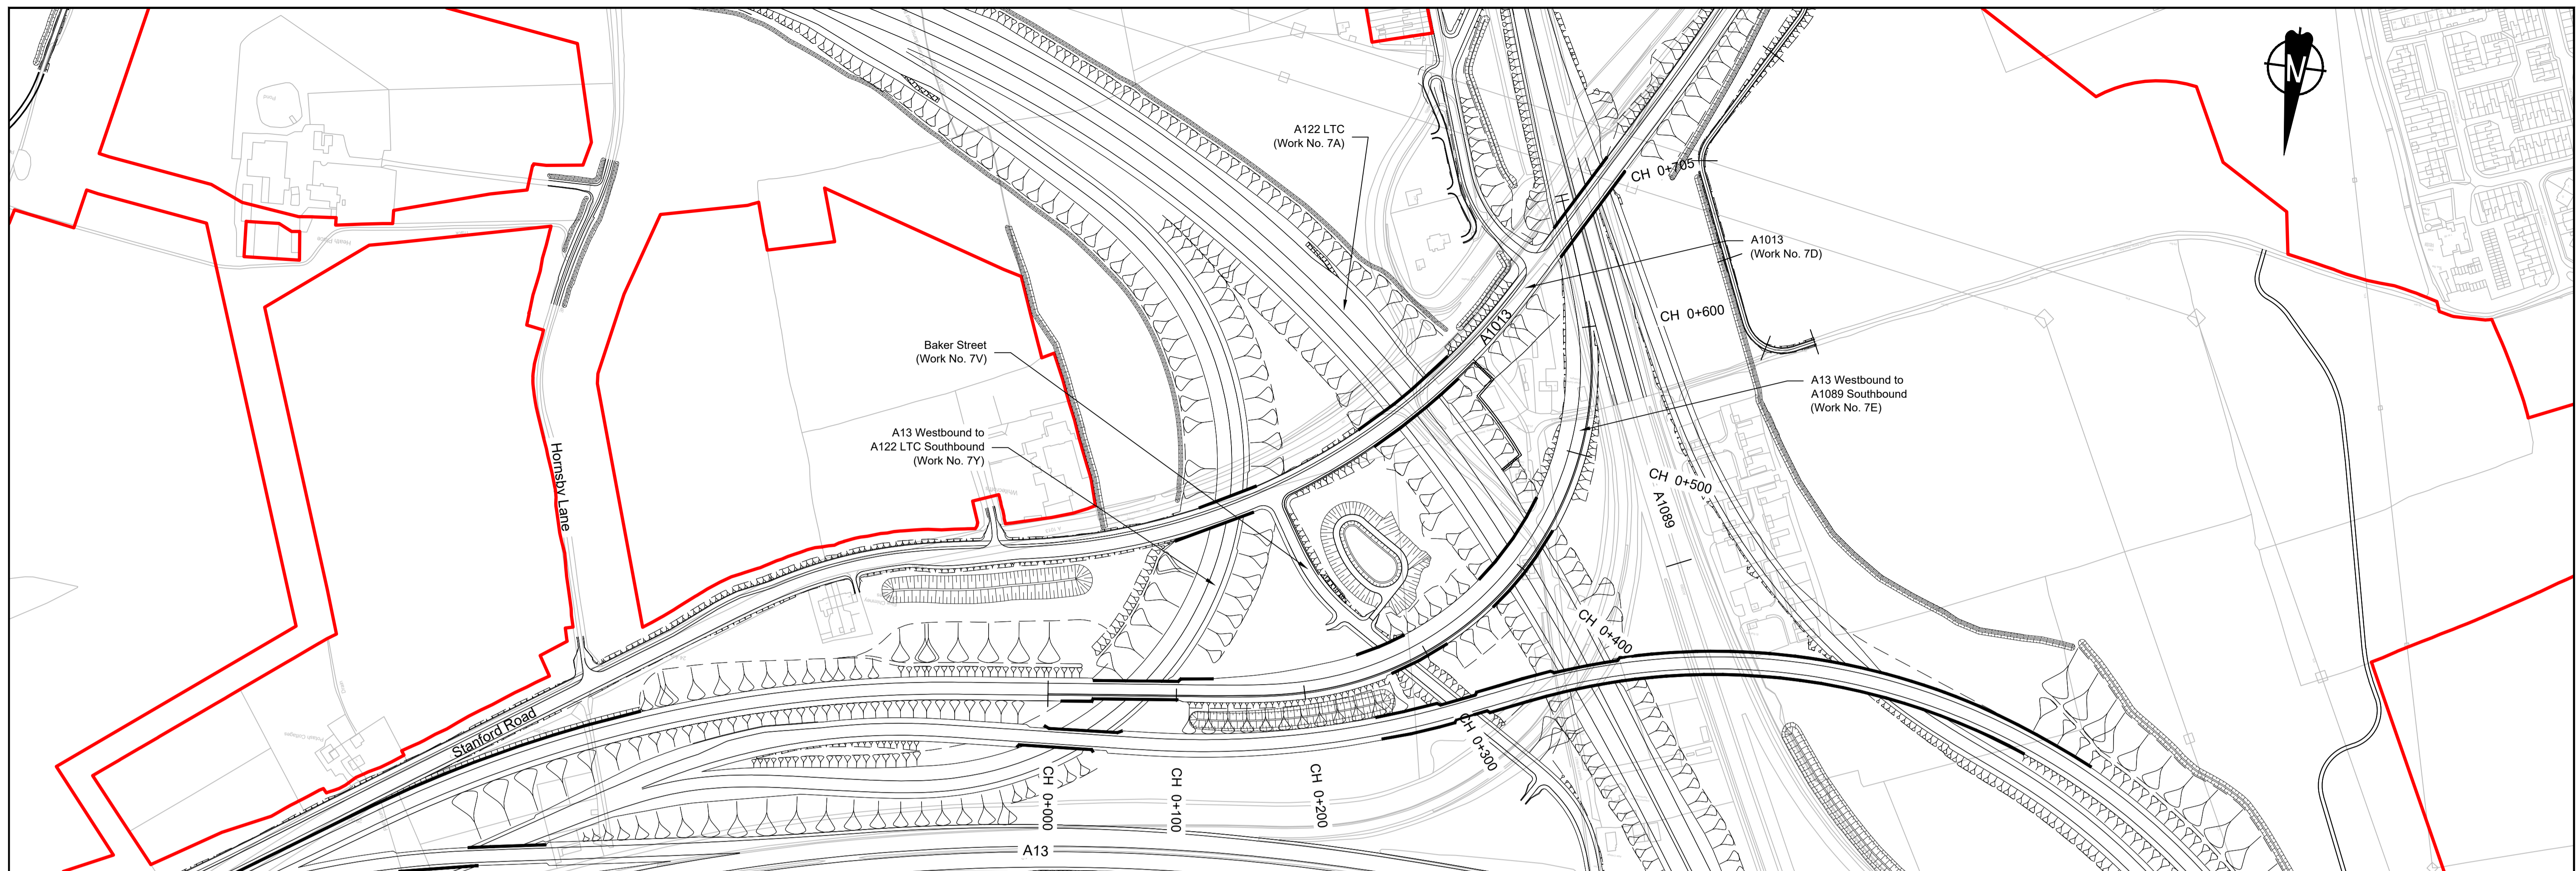 N
A122 LTC
(Work No. 7A)
CH 0+705
A1013
(Work No. 7D)
CH 0+600
A1013
Baker Street
(Work No. 7V)
A13 Westbound to
A1089 Southbound
(Work No. 7E)
A13 Westbound to
A122 LTC Southbound
(Work No. 7Y)
Hornsby Lane
CH 0+500
A1089
CH 0+400
Stanford Road
CH 0+300
CH 0+000
CH 0+100
CH 0+200
A13
Pond
Heath Place